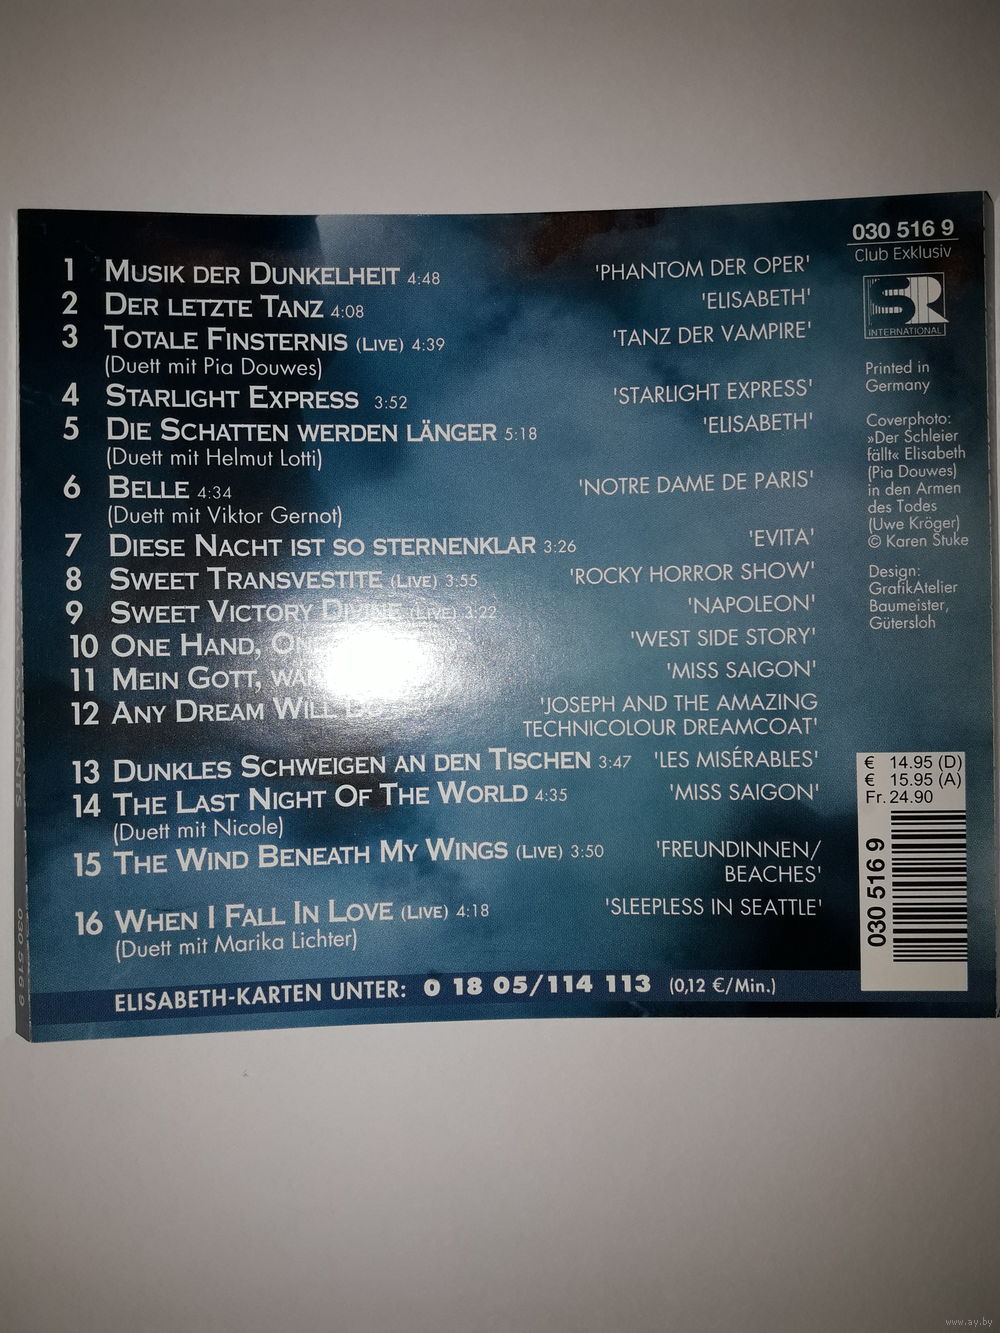 1 MUSIK DER DUNKELHEIT 4:48 'PHANTOM DER OPER'
2 DER LETZTE TANZ 4:08 'ELISABETH'
3 TOTALE FINSTERNIS (LIVE) 4:39 'TANZ DER VAMPIRE'
(Duett mit Pia Douwes)
4 STARLIGHT EXPRESS 3:52 'STARLIGHT EXPRESS'
5 DIE SCHATTEN WERDEN LÄNGER 5:18 'ELISABETH'
(Duett mit Helmut Lotti)
6 BELLE 4:34 'NOTRE DAME DE PARIS'
(Duett mit Viktor Gernot)
7 DIESE NACHT IST SO STERNENKLAR 3:26 'EVITA'
8 SWEET TRANSVESTITE (LIVE) 3:55 'ROCKY HORROR SHOW'
9 SWEET VICTORY DIVINE (LIVE) 3:22 'NAPOLEON'
10 ONE HAND, 'WEST SIDE STORY'
11 MEIN GOTT, 'MISS SAIGON'
12 ANY DREAM WILL DO 'JOSEPH AND THE AMAZING
TECHNICOLOUR DREAMCOAT'
13 DUNKLES SCHWEIGEN AN DEN TISCHEN 3:47 'LES MISÉRABLES'
14 THE LAST NIGHT OF THE WORLD 4:35 'MISS SAIGON'
(Duett mit Nicole)
15 THE WIND BENEATH MY WINGS (LIVE) 3:50 'FREUNDINNEN/
BEACHES'
16 WHEN I FALL IN LOVE (LIVE) 4:18 'SLEEPLESS IN SEATTLE'
(Duett mit Marika Lichter)
ELISABETH-KARTEN UNTER: 0 18 05/114 113 (0,12 €/Min.)
030 516 9
Club Exklusiv
SR
INTERNATIONAL
Printed in
Germany
Coverphoto:
»Der Schleier
fällt« Elisabeth
(Pia Douwes)
in den Armen
des Todes
(Uwe Kröger)
© Karen Stuke
Design:
GrafikAtelier
Baumeister,
Gütersloh
€ 14.95 (D)
€ 15.95 (A)
Fr. 24.90
030 516 9
030 516 9
www.ay.by